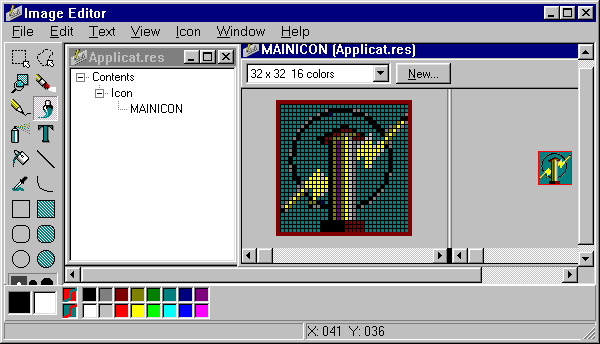 Image Editor
File Edit Text View Icon Window Help
Applicat.res
Contents
Icon
MAINICON
MAINICON (Applicat.res)
32 x 32 16 colors
New...
T
X: 041 Y: 036